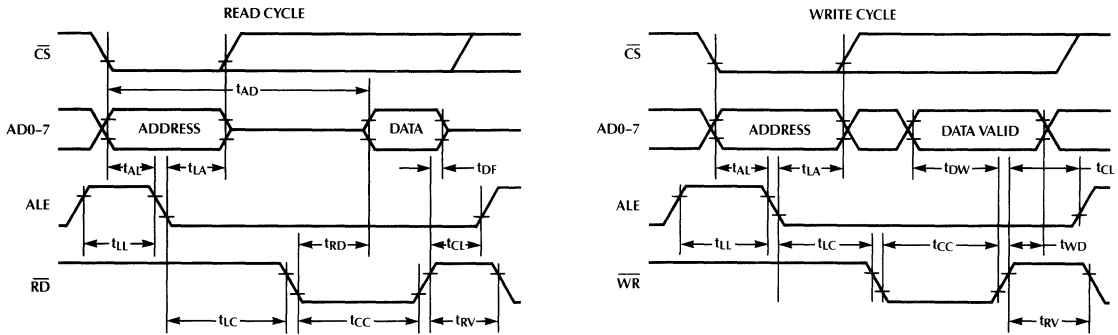 READ CYCLE
CS
tAD
AD0-7
ADDRESS
DATA
tAL
tLA
tDF
ALE
tLL
tRD
tCL
RD
tLC
tCC
tRV
WRITE CYCLE
CS
AD0-7
ADDRESS
DATA VALID
tAL
tLA
tDW
tCL
ALE
tLL
tLC
tCC
tWD
WR
tRV